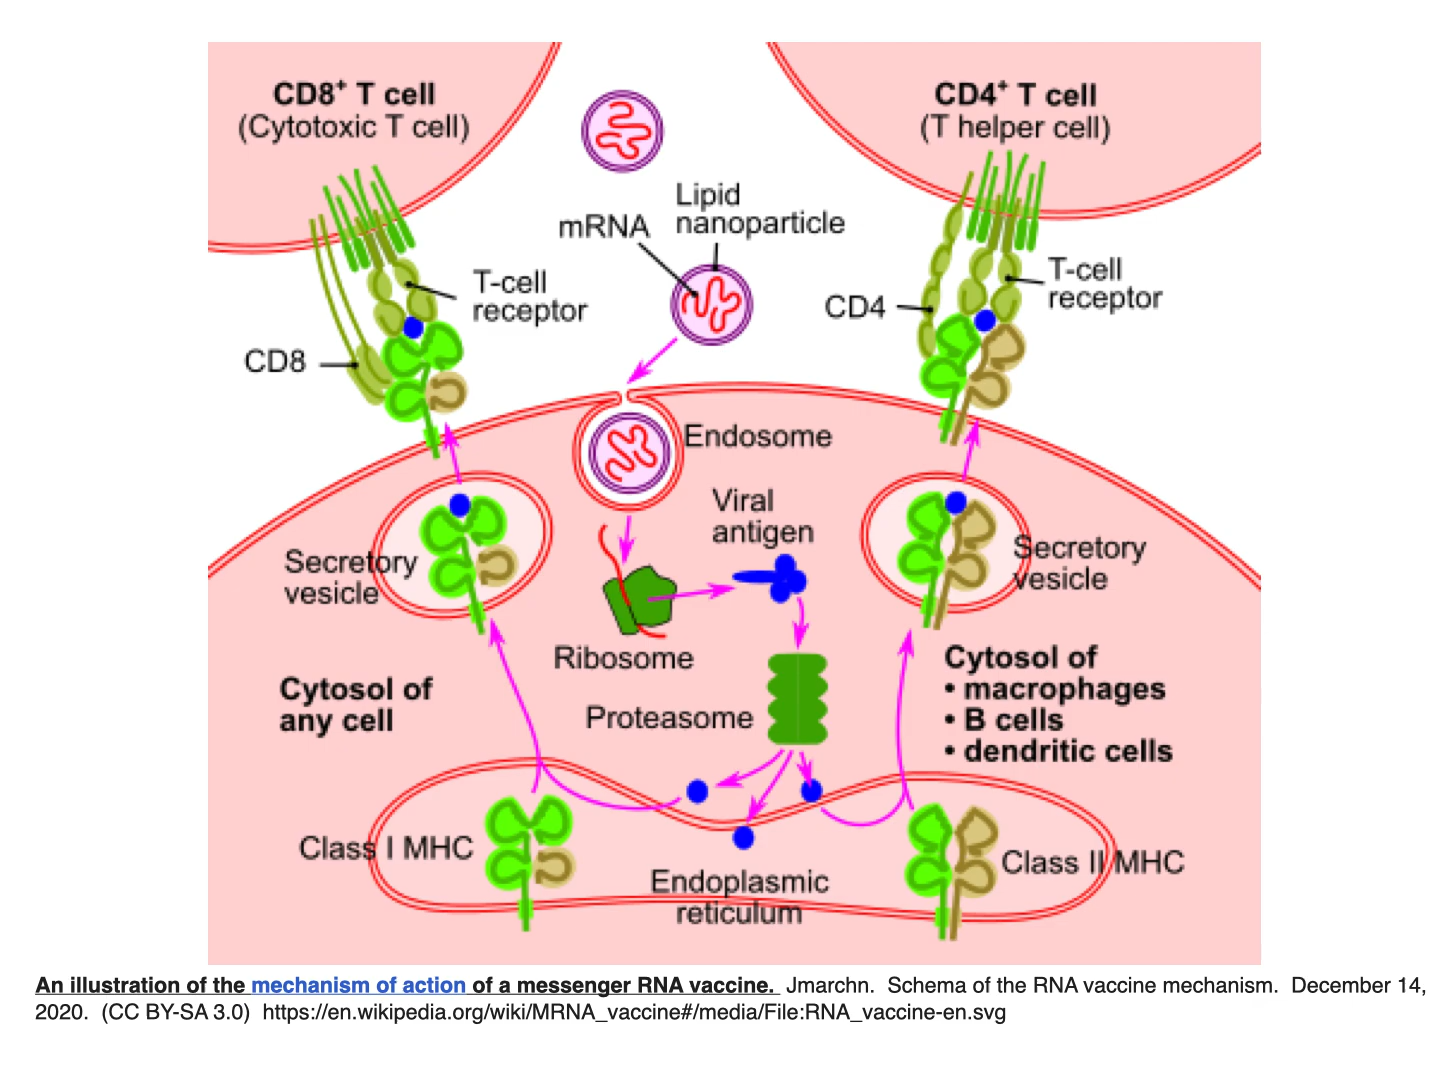 CD8⁺ T cell
(Cytotoxic T cell)
CD4⁺ T cell
(T helper cell)
Lipid
nanoparticle
mRNA
T-cell
receptor
CD8
T-cell
receptor
CD4
Endosome
Viral
antigen
Secretory
vesicle
Secretory
vesicle
Ribosome
Cytosol of
any cell
Proteasome
Cytosol of
• macrophages
• B cells
• dendritic cells
Class I MHC
Class II MHC
Endoplasmic
reticulum
An illustration of the mechanism of action of a messenger RNA vaccine. Jmarchn. Schema of the RNA vaccine mechanism. December 14,
2020. (CC BY-SA 3.0) https://en.wikipedia.org/wiki/MRNA_vaccine#/media/File:RNA_vaccine-en.svg